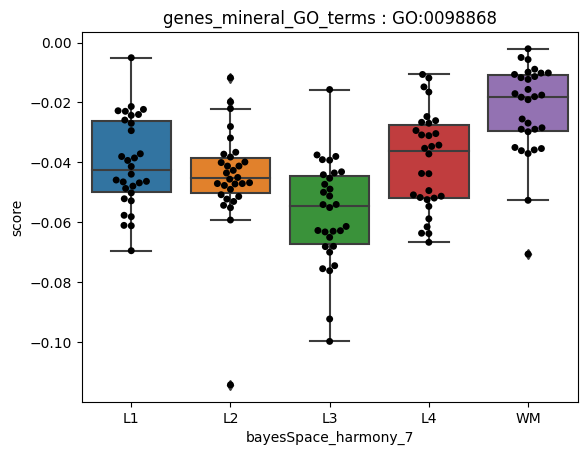 genes_mineral_GO_terms : GO:0098868
0.00
−0.02
−0.04
−0.06
−0.08
−0.10
score
L1 L2 L3 L4 WM
bayesSpace_harmony_7